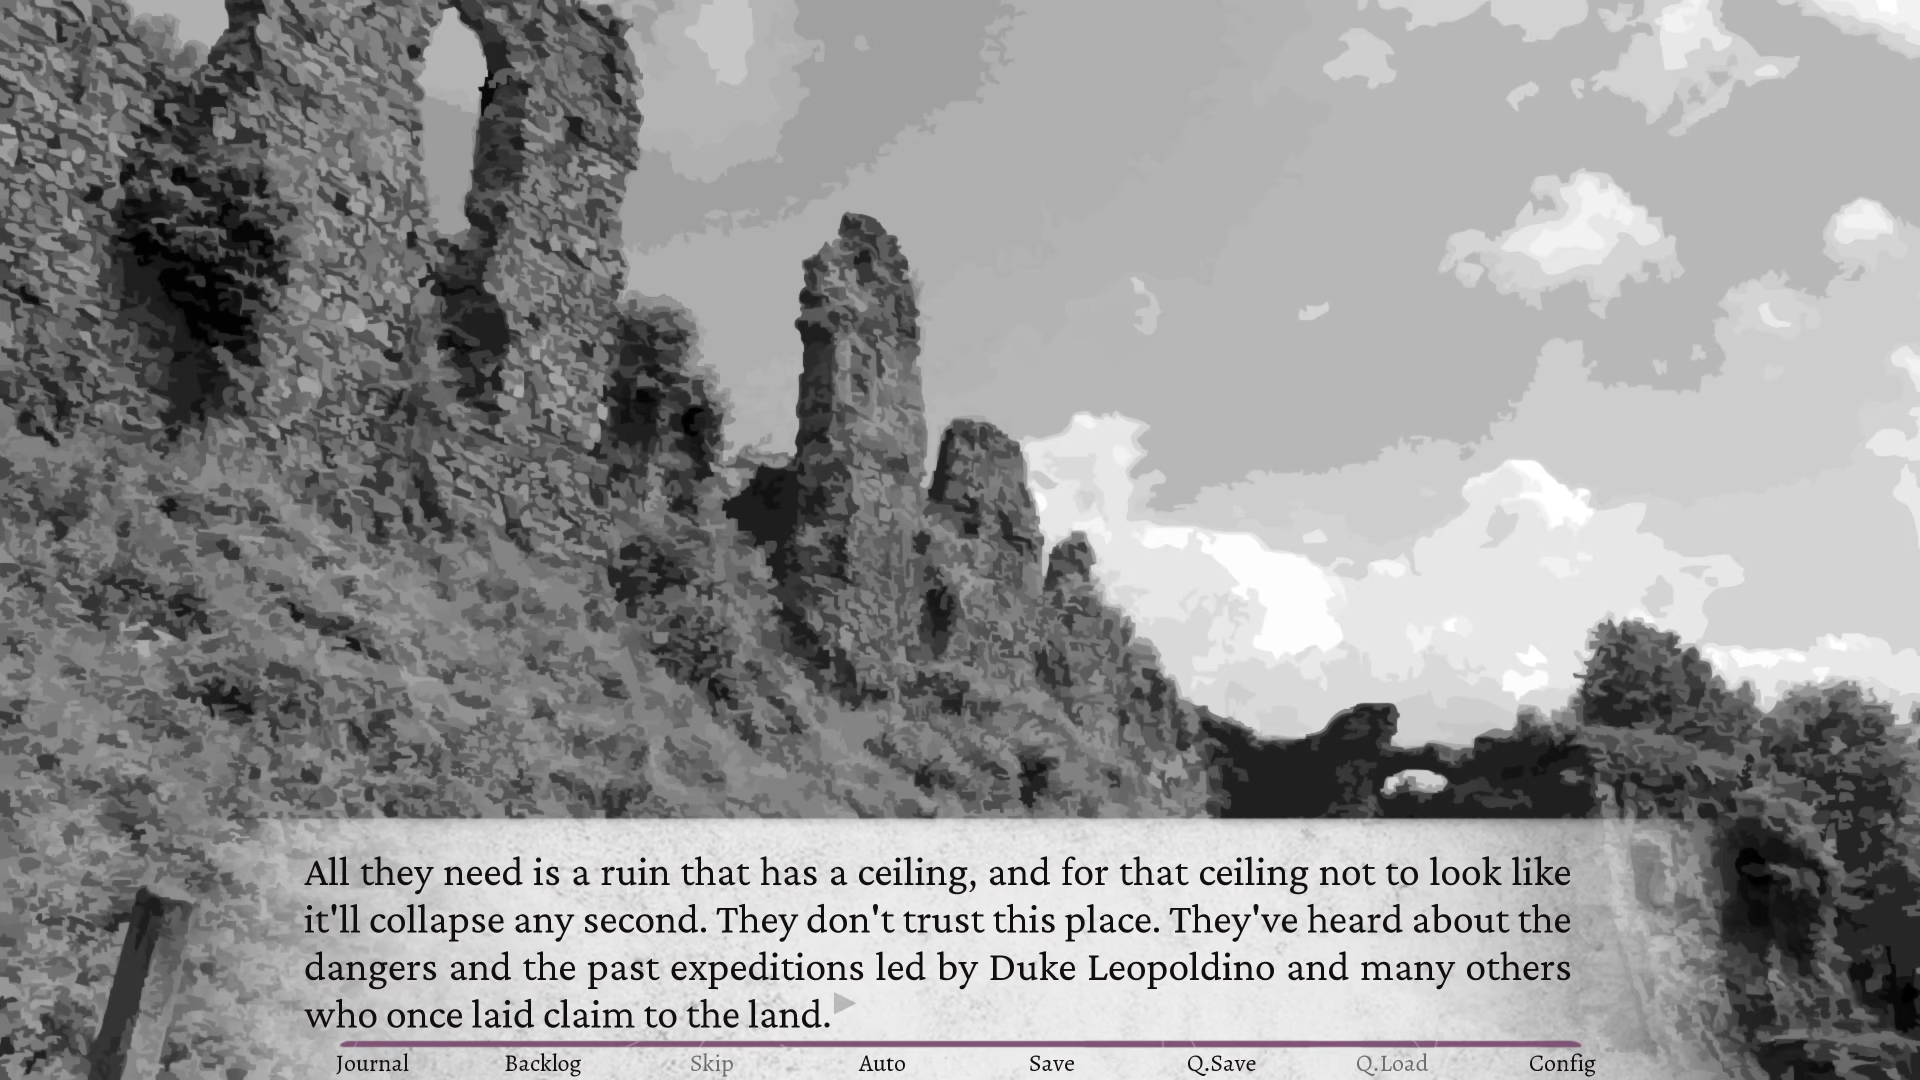 All they need is a ruin that has a ceiling, and for that ceiling not to look like
it'll collapse any second. They don't trust this place. They've heard about the
dangers and the past expeditions led by Duke Leopoldino and many others
who once laid claim to the land.
Journal Backlog Skip Auto Save Q.Save Q.Load Config